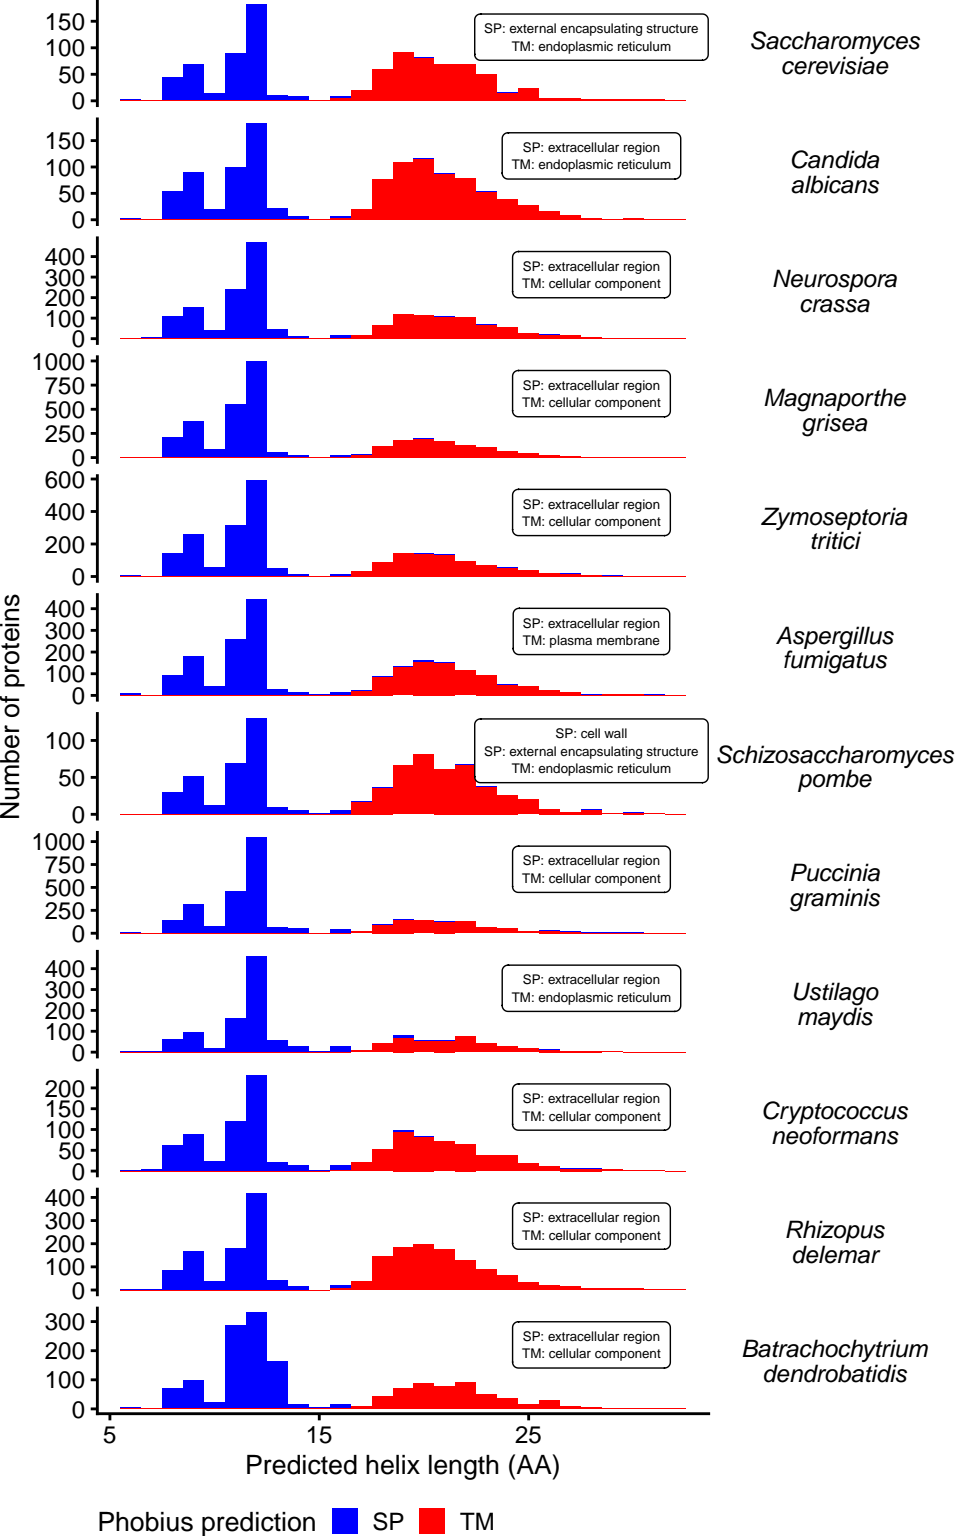 150
100
50
0
SP: external encapsulating structure
TM: endoplasmic reticulum
Saccharomyces
cerevisiae
150
100
50
0
SP: extracellular region
TM: endoplasmic reticulum
Candida
albicans
400
300
200
100
0
SP: extracellular region
TM: cellular component
Neurospora
crassa
1000
750
500
250
0
SP: extracellular region
TM: cellular component
Magnaporthe
grisea
600
400
200
0
SP: extracellular region
TM: cellular component
Zymoseptoria
tritici
400
300
200
100
0
SP: extracellular region
TM: plasma membrane
Aspergillus
fumigatus
Number of proteins
100
50
0
SP: cell wall
SP: external encapsulating structure
TM: endoplasmic reticulum
Schizosaccharomyces
pombe
1000
750
500
250
0
SP: extracellular region
TM: cellular component
Puccinia
graminis
400
300
200
100
0
SP: extracellular region
TM: endoplasmic reticulum
Ustilago
maydis
200
150
100
50
0
SP: extracellular region
TM: cellular component
Cryptococcus
neoformans
400
300
200
100
0
SP: extracellular region
TM: cellular component
Rhizopus
delemar
300
200
100
0
SP: extracellular region
TM: cellular component
Batrachochytrium
dendrobatidis
5 15 25
Predicted helix length (AA)
Phobius prediction SP TM